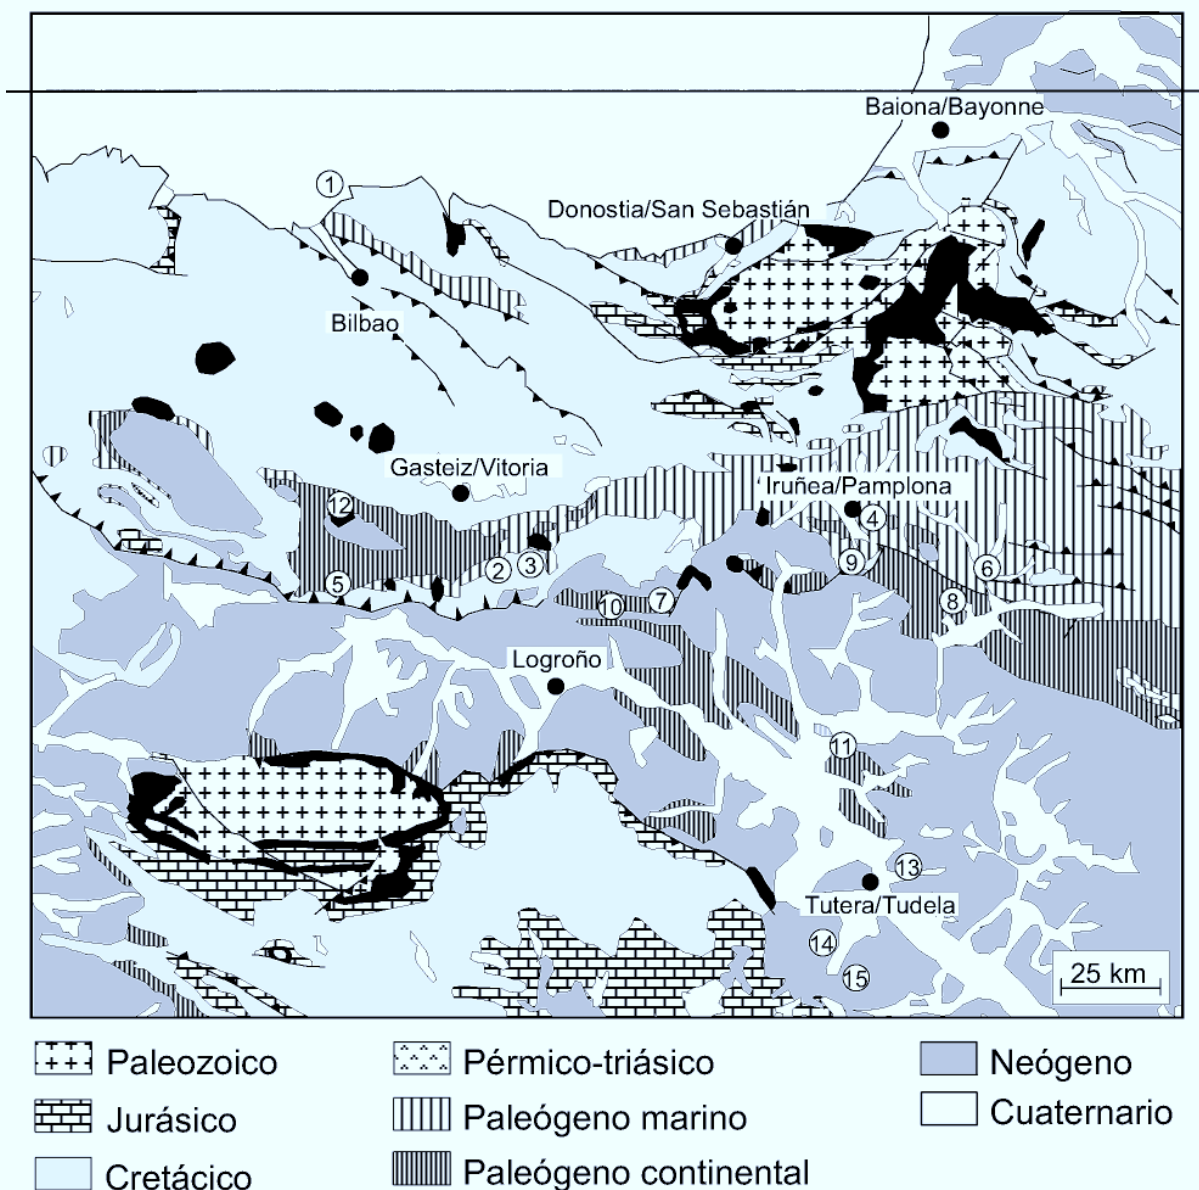 Baiona/Bayonne
1
Donostia/San Sebastián
Bilbao
Gasteiz/Vitoria
Iruñea/Pamplona
12
4
2
3
9
6
5
10
7
8
Logroño
11
13
Tutera/Tudela
14
15
25 km
Paleozoico
Pérmico-triásico
Neógeno
Jurásico
Paleógeno marino
Cuaternario
Cretácico
Paleógeno continental